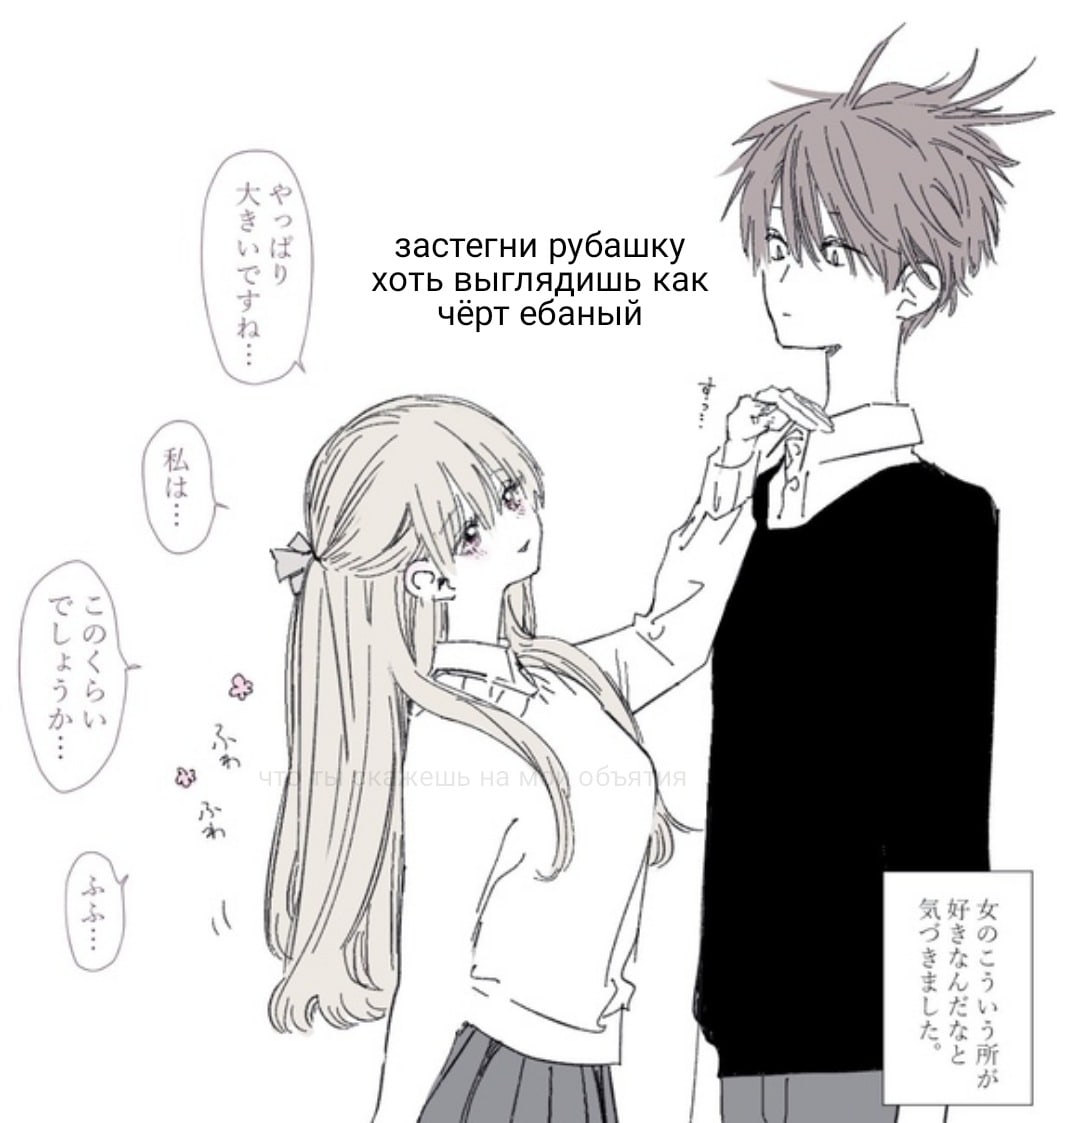 застегни рубашку
хоть выглядишь как
чёрт ебаный
やっぱり
大きいですね…
すっ…
私は…
このくらい
でしょうか…
ふわ
что ты скажешь на мои объятия
ふわ
ふふ…
女のこういう所が
好きなんだなと
気づきました。